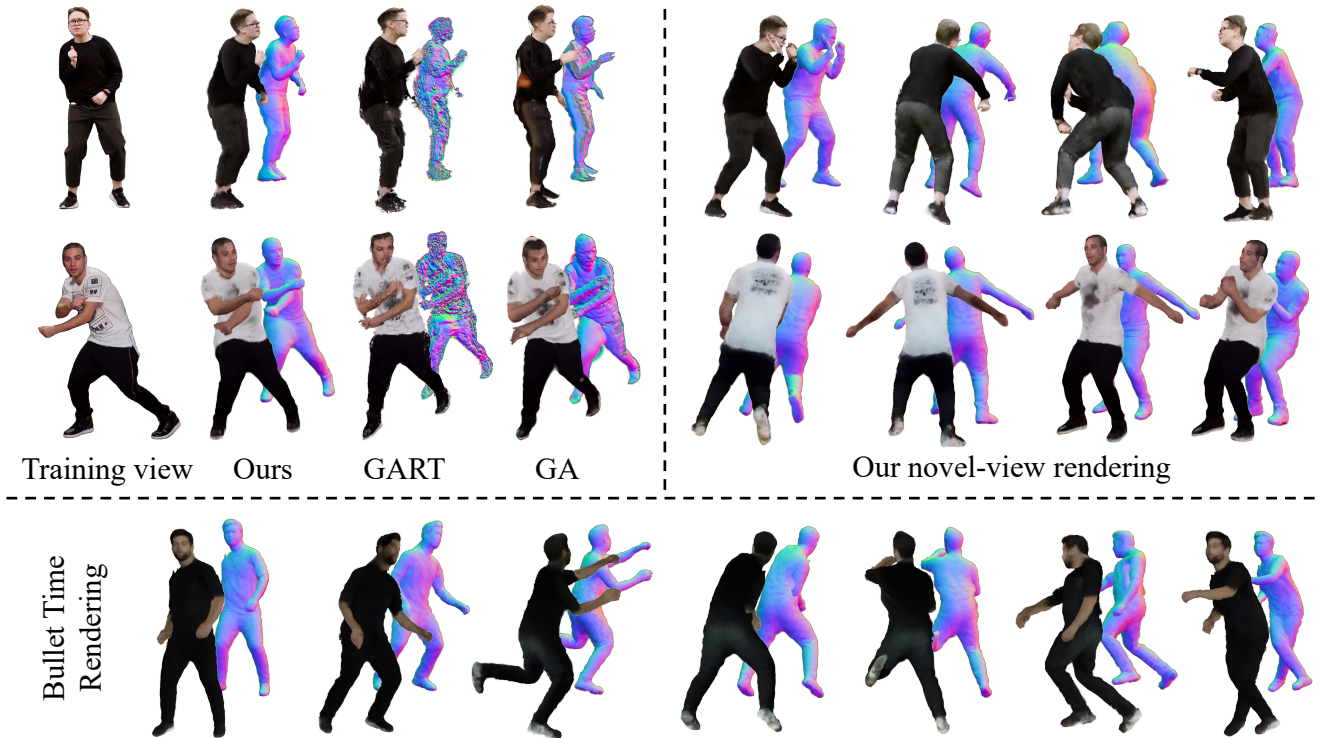 Training view
Ours
GART
GA
Our novel-view rendering
Bullet Time
Rendering